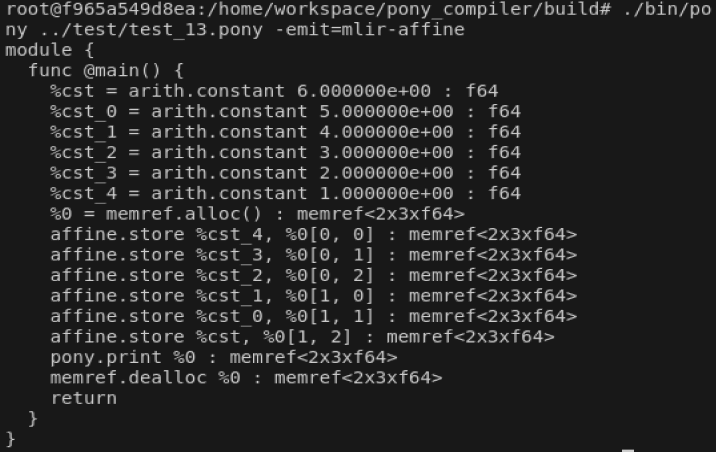 root@f965a549d8ea:/home/workspace/pony_compiler/build# ./bin/po
ny ../test/test_13.pony -emit=mlir-affine
module {
  func @main() {
    %cst = arith.constant 6.000000e+00 : f64
    %cst_0 = arith.constant 5.000000e+00 : f64
    %cst_1 = arith.constant 4.000000e+00 : f64
    %cst_2 = arith.constant 3.000000e+00 : f64
    %cst_3 = arith.constant 2.000000e+00 : f64
    %cst_4 = arith.constant 1.000000e+00 : f64
    %0 = memref.alloc() : memref<2x3xf64>
    affine.store %cst_4, %0[0, 0] : memref<2x3xf64>
    affine.store %cst_3, %0[0, 1] : memref<2x3xf64>
    affine.store %cst_2, %0[0, 2] : memref<2x3xf64>
    affine.store %cst_1, %0[1, 0] : memref<2x3xf64>
    affine.store %cst_0, %0[1, 1] : memref<2x3xf64>
    affine.store %cst, %0[1, 2] : memref<2x3xf64>
    pony.print %0 : memref<2x3xf64>
    memref.dealloc %0 : memref<2x3xf64>
    return
  }
}